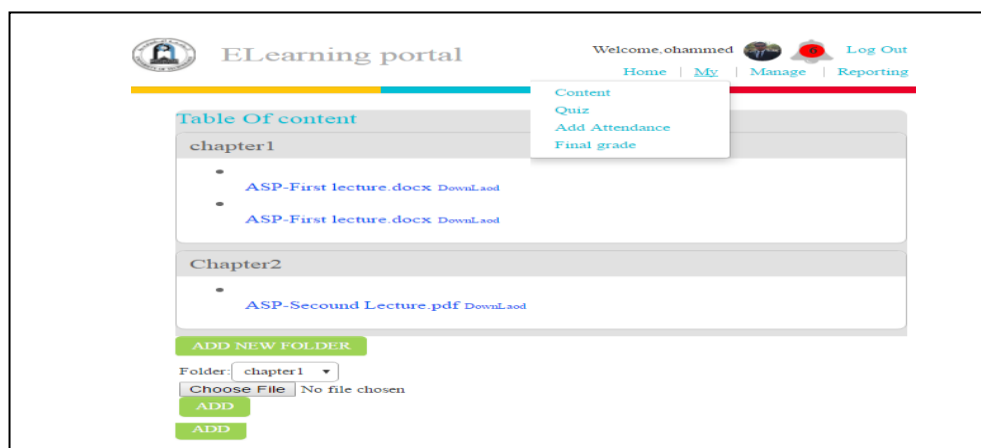 ELearning portal
Welcome,ohammed
Log Out
Home | My | Manage | Reporting
Content
Quiz
Add Attendance
Final grade
Table Of content
chapter1
ASP-First lecture.docx DownLaod
ASP-First lecture.docx DownLaod
Chapter2
ASP-Secound Lecture.pdf DownLaod
ADD NEW FOLDER
Folder: chapter1
Choose File No file chosen
ADD
ADD